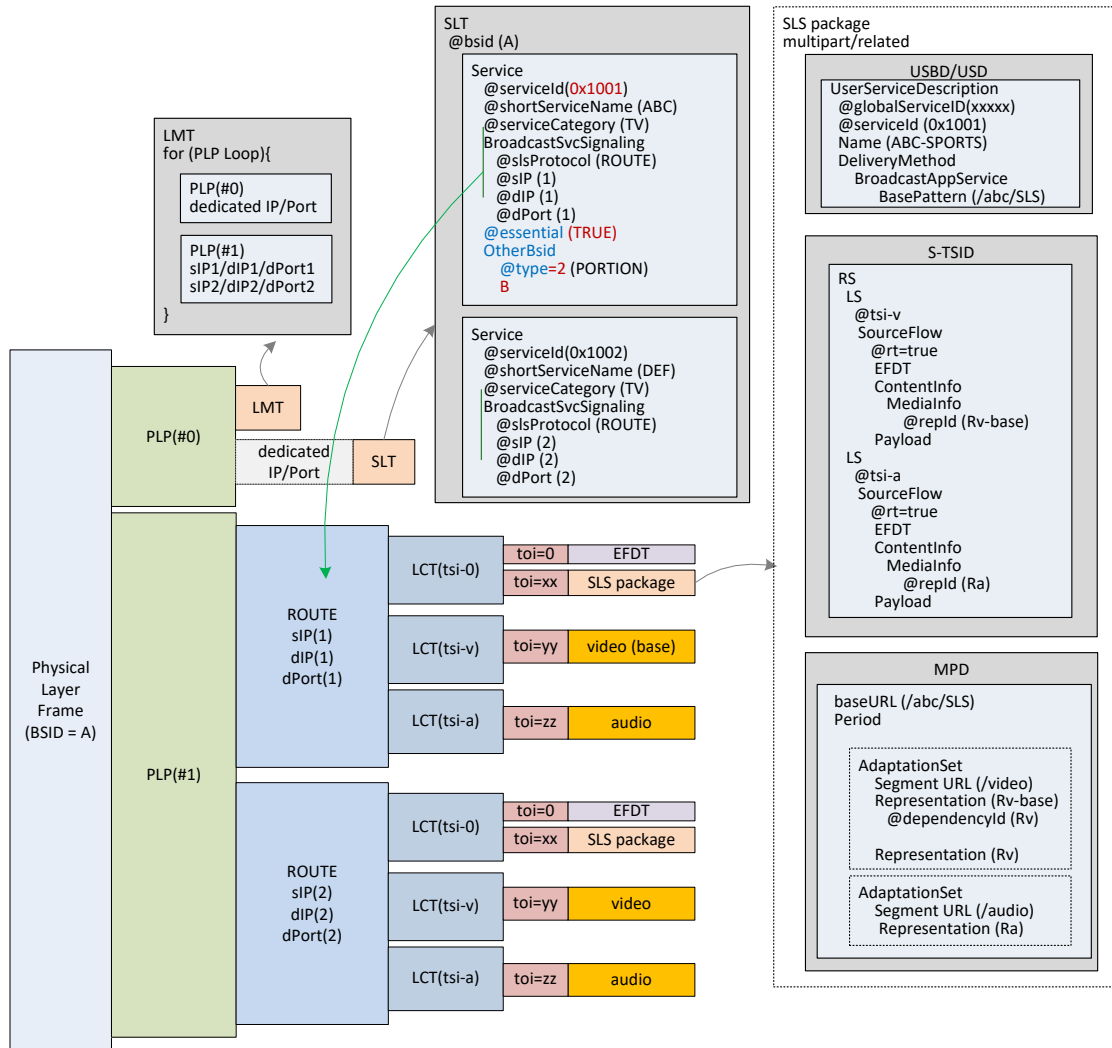 SLT
@bsid (A)
Service
@serviceId(0x1001)
@shortServiceName (ABC)
@serviceCategory (TV)
BroadcastSvcSignaling
@slsProtocol (ROUTE)
@sIP (1)
@dIP (1)
@dPort (1)
@essential (TRUE)
OtherBsid
@type=2 (PORTION)
B
Service
@serviceId(0x1002)
@shortServiceName (DEF)
@serviceCategory (TV)
BroadcastSvcSignaling
@slsProtocol (ROUTE)
@sIP (2)
@dIP (2)
@dPort (2)
LMT
for (PLP Loop){
PLP(#0)
dedicated IP/Port
PLP(#1)
sIP1/dIP1/dPort1
sIP2/dIP2/dPort2
}
Physical
Layer
Frame
(BSID = A)
PLP(#0)
LMT
dedicated
IP/Port
SLT
PLP(#1)
ROUTE
sIP(1)
dIP(1)
dPort(1)
LCT(tsi-0)
toi=0
EFDT
toi=xx
SLS package
LCT(tsi-v)
toi=yy
video (base)
LCT(tsi-a)
toi=zz
audio
ROUTE
sIP(2)
dIP(2)
dPort(2)
LCT(tsi-0)
toi=0
EFDT
toi=xx
SLS package
LCT(tsi-v)
toi=yy
video
LCT(tsi-a)
toi=zz
audio
SLS package
multipart/related
USBD/USD
UserServiceDescription
@globalServiceID(xxxxx)
@serviceId (0x1001)
Name (ABC-SPORTS)
DeliveryMethod
BroadcastAppService
BasePattern (/abc/SLS)
S-TSID
RS
LS
@tsi-v
SourceFlow
@rt=true
EFDT
ContentInfo
MediaInfo
@repId (Rv-base)
Payload
LS
@tsi-a
SourceFlow
@rt=true
EFDT
ContentInfo
MediaInfo
@repId (Ra)
Payload
MPD
baseURL (/abc/SLS)
Period
AdaptationSet
Segment URL (/video)
Representation (Rv-base)
@dependencyId (Rv)
Representation (Rv)
AdaptationSet
Segment URL (/audio)
Representation (Ra)